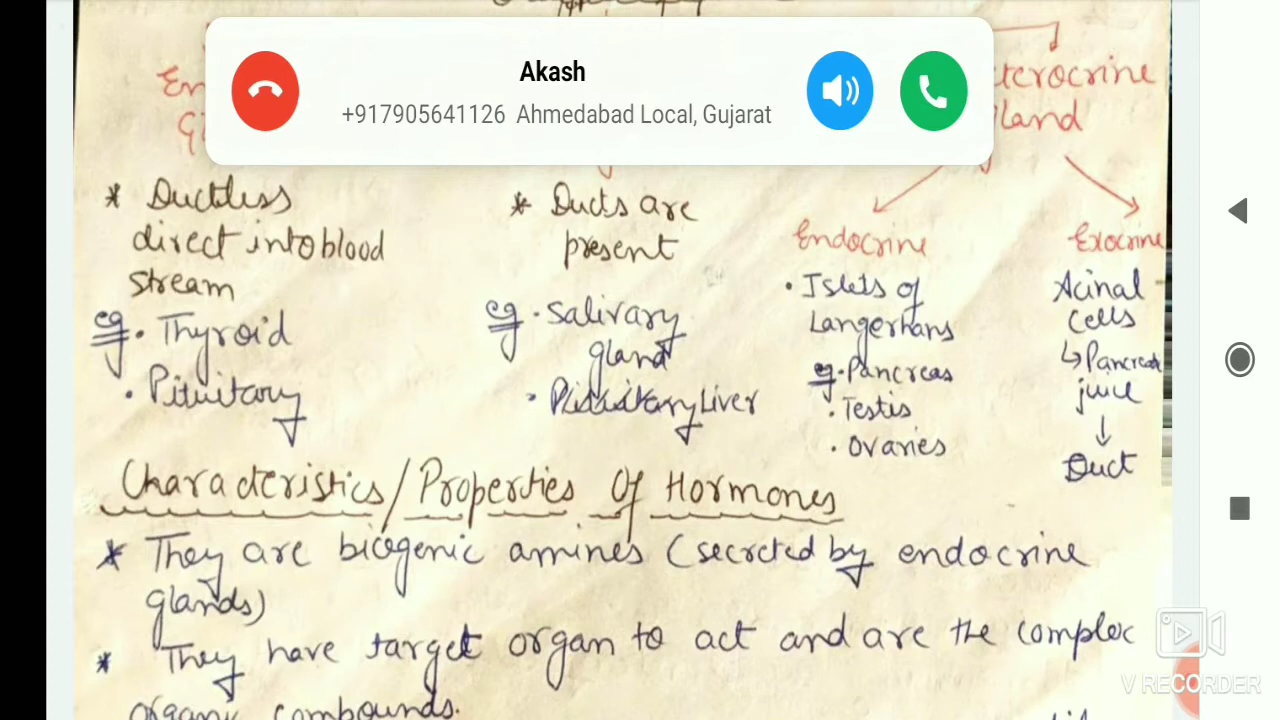 Akash
+917905641126 Ahmedabad Local, Gujarat
terocrine
gland
* Ductless
direct into blood
stream
eg. Thyroid
. Pituitary
* Ducts are
present
eg. Salivary
gland
. Liver
Endocrine
. Islets of
Langerhans
eg. Pancreas
. Testis
. Ovaries
Exocrine
Acinal
Cells
↳ Pancreat
juice
↓
Duct
Characteristics/Properties Of Hormones
* They are biogenic amines (secreted by endocrine
glands)
* They have target organ to act and are the complex
organic compounds.
V RECORDER